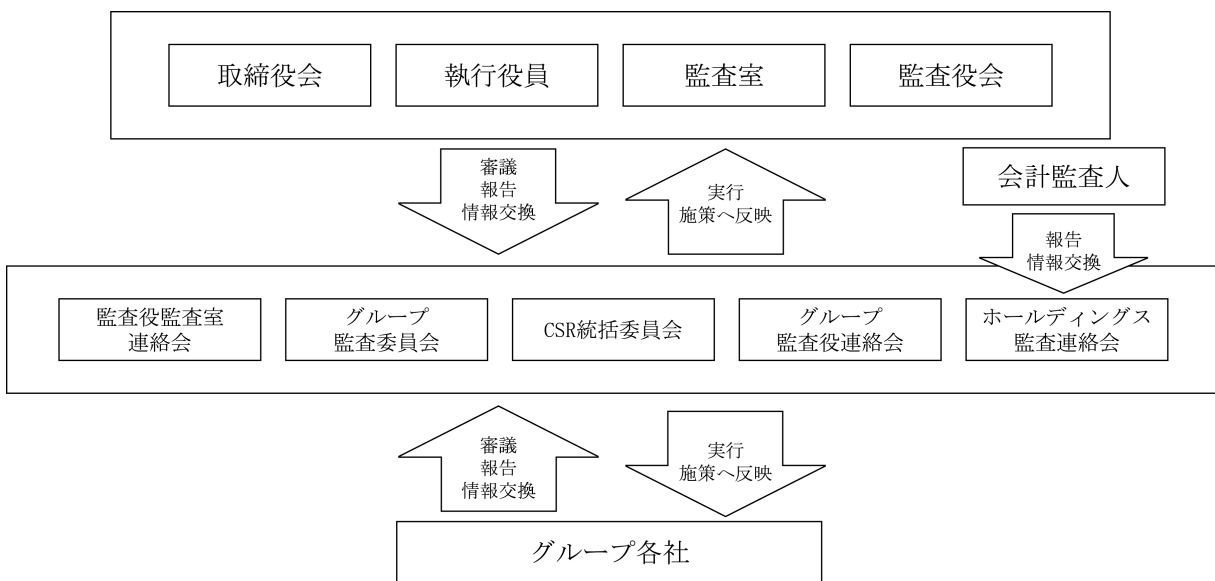 取締役会
執行役員
監査室
監査役会
審議
報告
情報交換
実行
施策へ反映
会計監査人
報告
情報交換
監査役監査室
連絡会
グループ
監査委員会
CSR統括委員会
グループ
監査役連絡会
ホールディングス
監査連絡会
審議
報告
情報交換
実行
施策へ反映
グループ各社